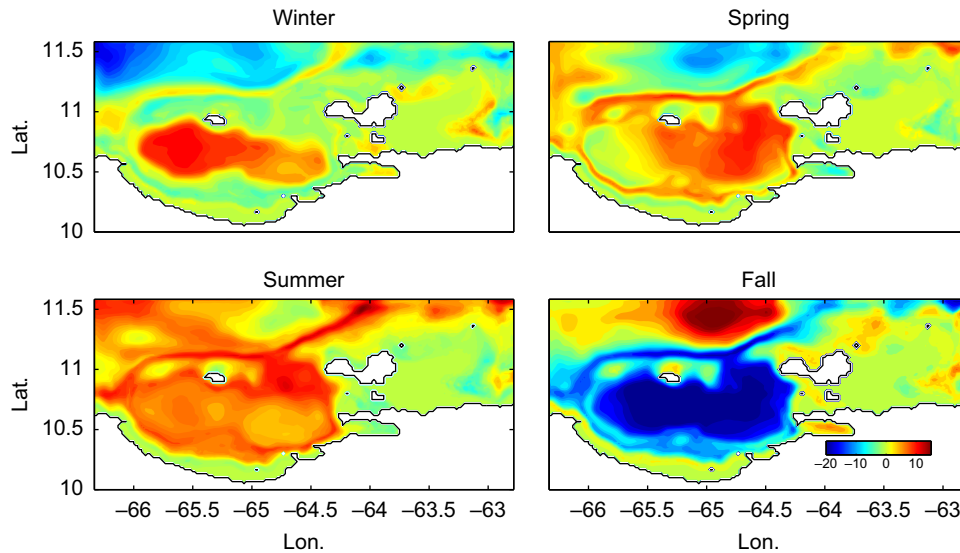 Winter
Spring
11.5
11
10.5
10
Lat.
Summer
Fall
11.5
11
10.5
10
Lat.
–20 –10 0 10
–66 –65.5 –65 –64.5 –64 –63.5 –63
–66 –65.5 –65 –64.5 –64 –63.5 –63
Lon.
Lon.